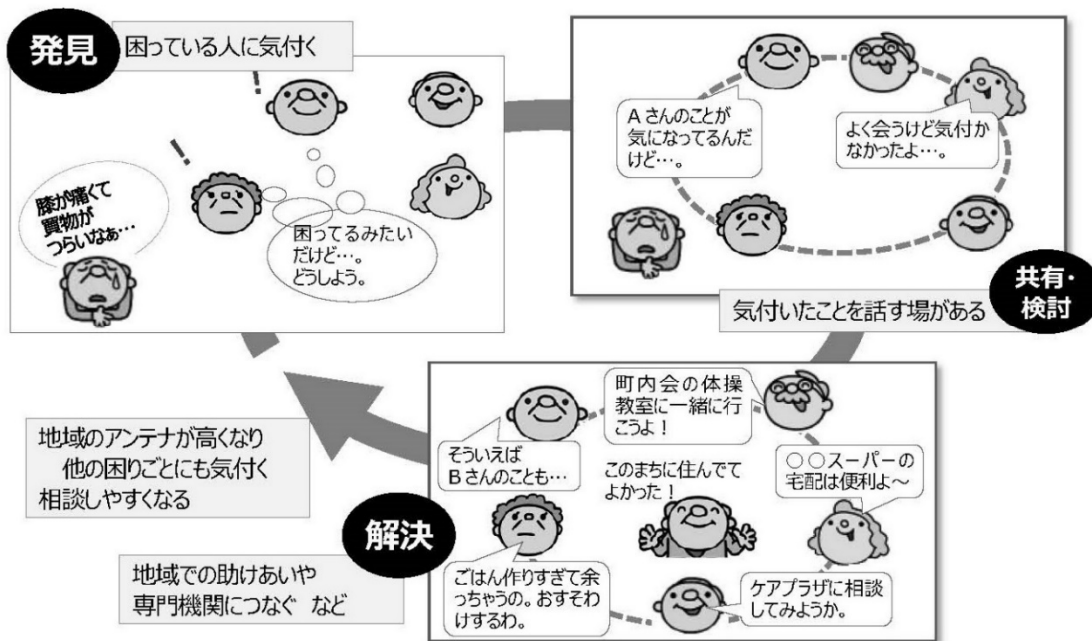 発見
困っている人に気付く
膝が痛くて
買物が
つらいなぁ…
困ってるみたい
だけど…。
どうしよう。
Aさんのことが
気になってるんだ
けど…。
よく会うけど気付か
なかったよ…。
共有・
検討
気付いたことを話す場がある
町内会の体操
教室に一緒に行
こうよ!
そういえば
Bさんのことも…
このまちに住んでて
よかった!
○○スーパーの
宅配は便利よ~
ごはん作りすぎて余
っちゃうの。おすそわ
けするわ。
ケアプラザに相談
してみようか。
解決
地域での助けあいや
専門機関につなぐ など
地域のアンテナが高くなり
他の困りごとにも気付く
相談しやすくなる